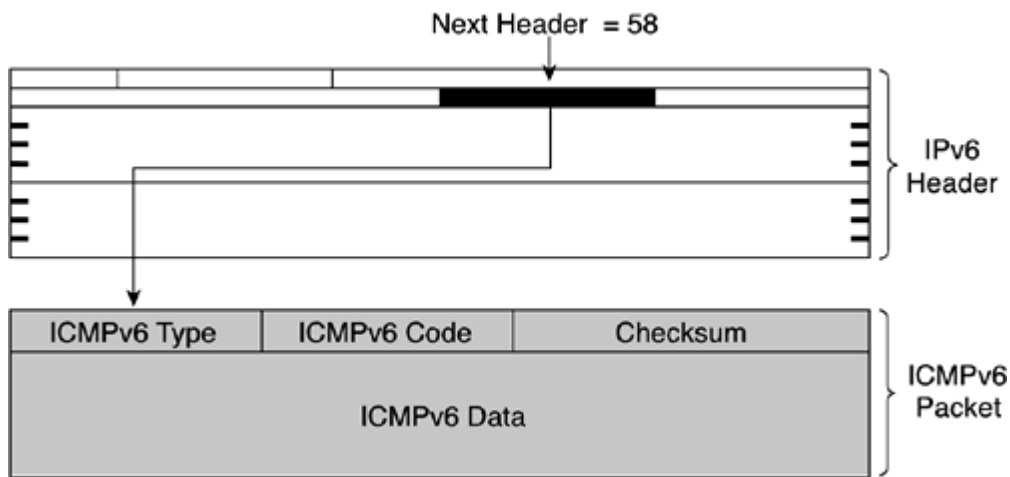 Next Header = 58
IPv6
Header
ICMPv6 Type
ICMPv6 Code
Checksum
ICMPv6 Data
ICMPv6
Packet